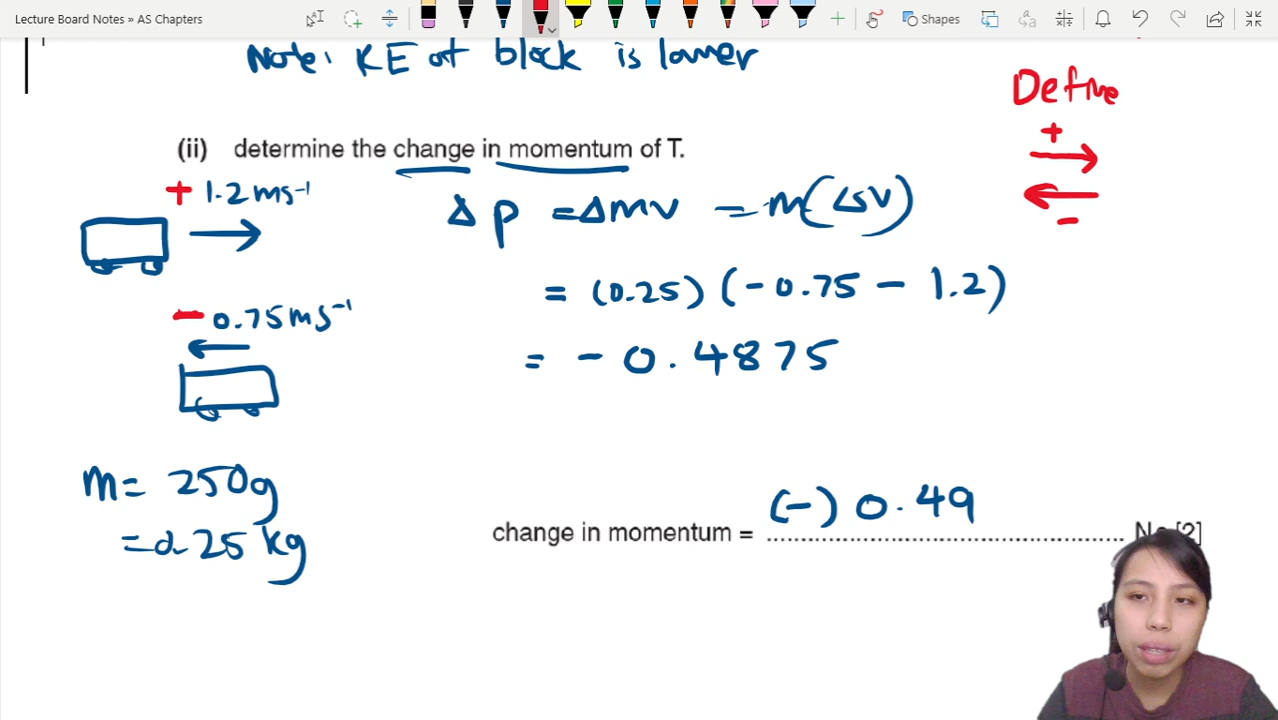 Lecture Board Notes » AS Chapters
Shapes
Note: KE of block is lower
Define
+
-
(ii) determine the change in momentum of T.
+ 1.2 ms⁻¹
Δp = Δmv = m(Δv)
= (0.25) (-0.75 - 1.2)
- 0.75 ms⁻¹
= - 0.4875
m = 250g
= 0.25 kg
(-) 0.49
change in momentum = ........................ N s [2]